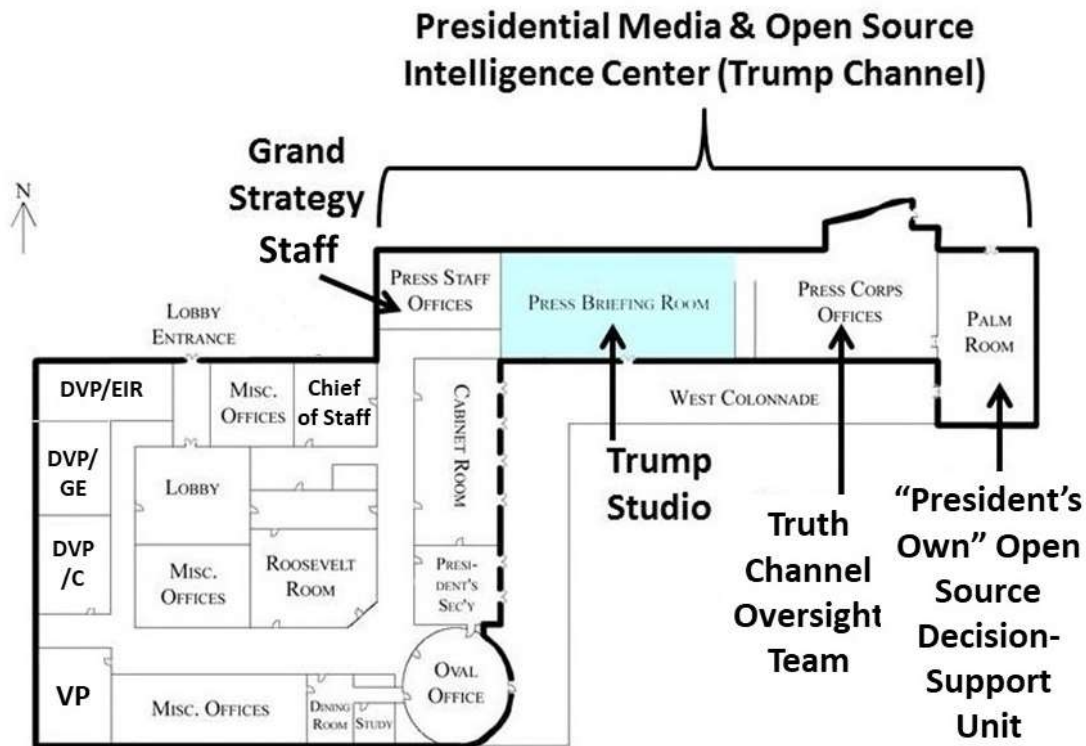 Presidential Media & Open Source
Intelligence Center (Trump Channel)
Grand
Strategy
Staff
N
PRESS STAFF
OFFICES
PRESS BRIEFING ROOM
PRESS CORPS
OFFICES
PALM
ROOM
LOBBY
ENTRANCE
DVP/EIR
MISC.
OFFICES
Chief
of Staff
CABINET ROOM
WEST COLONNADE
DVP/
GE
LOBBY
Trump
Studio
Truth
Channel
Oversight
Team
"President's
Own" Open
Source
Decision-
Support
Unit
DVP
/C
MISC.
OFFICES
ROOSEVELT
ROOM
PRESI-
DENT'S
SEC'Y
VP
MISC. OFFICES
DINING
ROOM
STUDY
OVAL
OFFICE